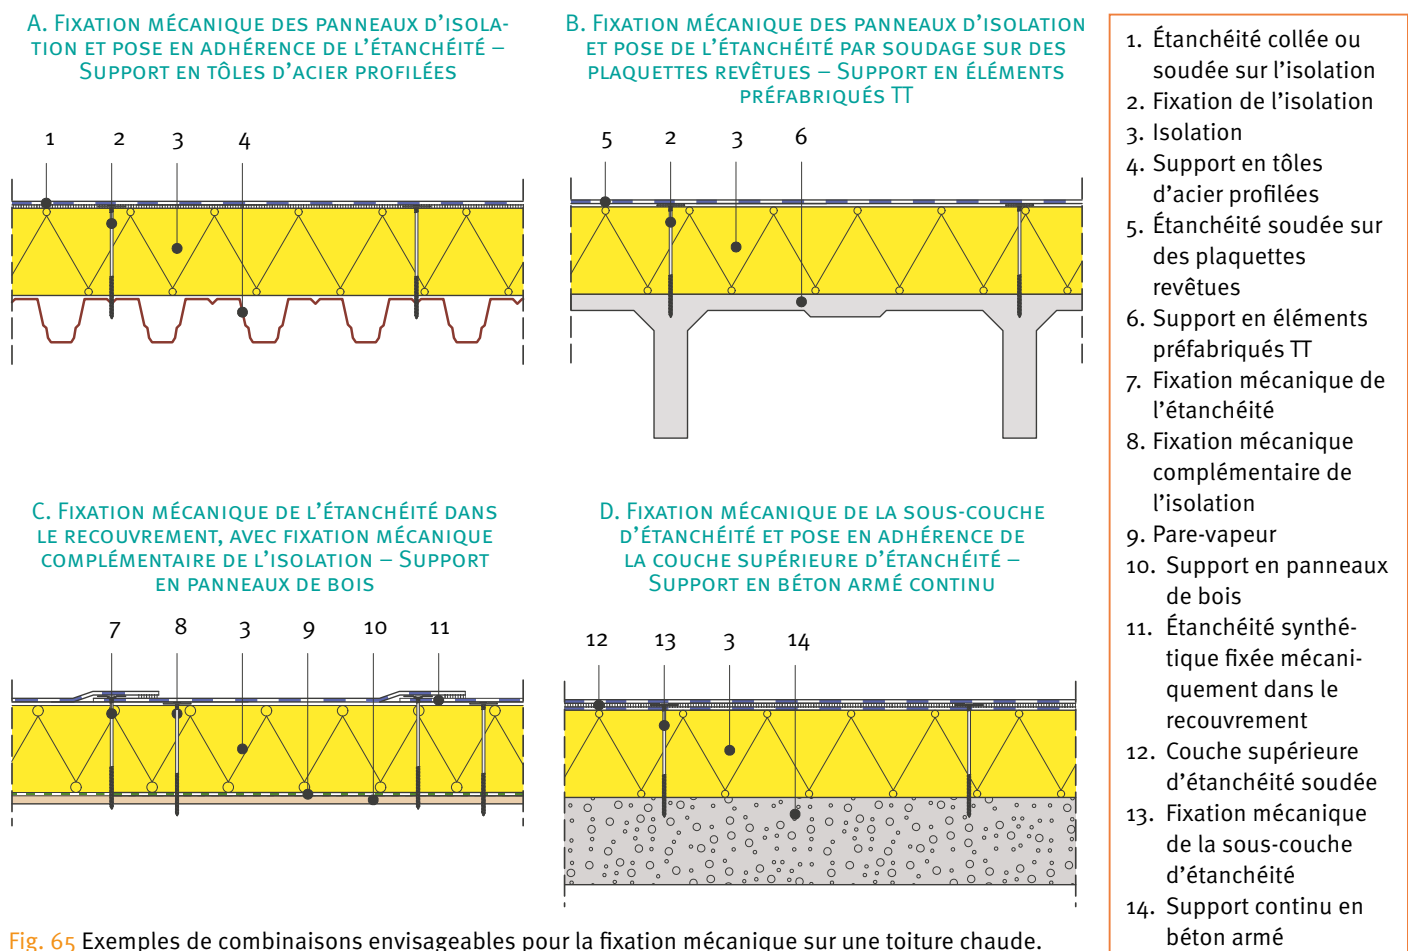 A. Fixation mécanique des panneaux d’isola-
tion et pose en adhérence de l’étanchéité –
Support en tôles d’acier profilées
1 2 3 4
B. Fixation mécanique des panneaux d’isolation
et pose de l’étanchéité par soudage sur des
plaquettes revêtues – Support en éléments
préfabriqués TT
5 2 3 6
C. Fixation mécanique de l’étanchéité dans
le recouvrement, avec fixation mécanique
complémentaire de l’isolation – Support
en panneaux de bois
7 8 3 9 10 11
D. Fixation mécanique de la sous-couche
d’étanchéité et pose en adhérence de
la couche supérieure d’étanchéité –
Support en béton armé continu
12 13 3 14
1. Étanchéité collée ou
soudée sur l’isolation
2. Fixation de l’isolation
3. Isolation
4. Support en tôles
d’acier profilées
5. Étanchéité soudée sur
des plaquettes
revêtues
6. Support en éléments
préfabriqués TT
7. Fixation mécanique de
l’étanchéité
8. Fixation mécanique
complémentaire de
l’isolation
9. Pare-vapeur
10. Support en panneaux
de bois
11. Étanchéité synthé-
tique fixée mécani-
quement dans le
recouvrement
12. Couche supérieure
d’étanchéité soudée
13. Fixation mécanique
de la sous-couche
d’étanchéité
14. Support continu en
béton armé
Fig. 65 Exemples de combinaisons envisageables pour la fixation mécanique sur une toiture chaude.